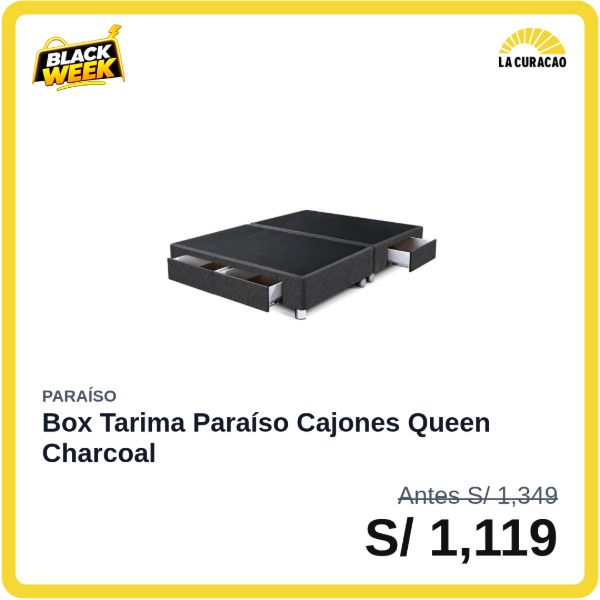 BLACK
WEEK
LA CURACAO
PARAÍSO
Box Tarima Paraíso Cajones Queen
Charcoal
Antes S/ 1,349
S/ 1,119